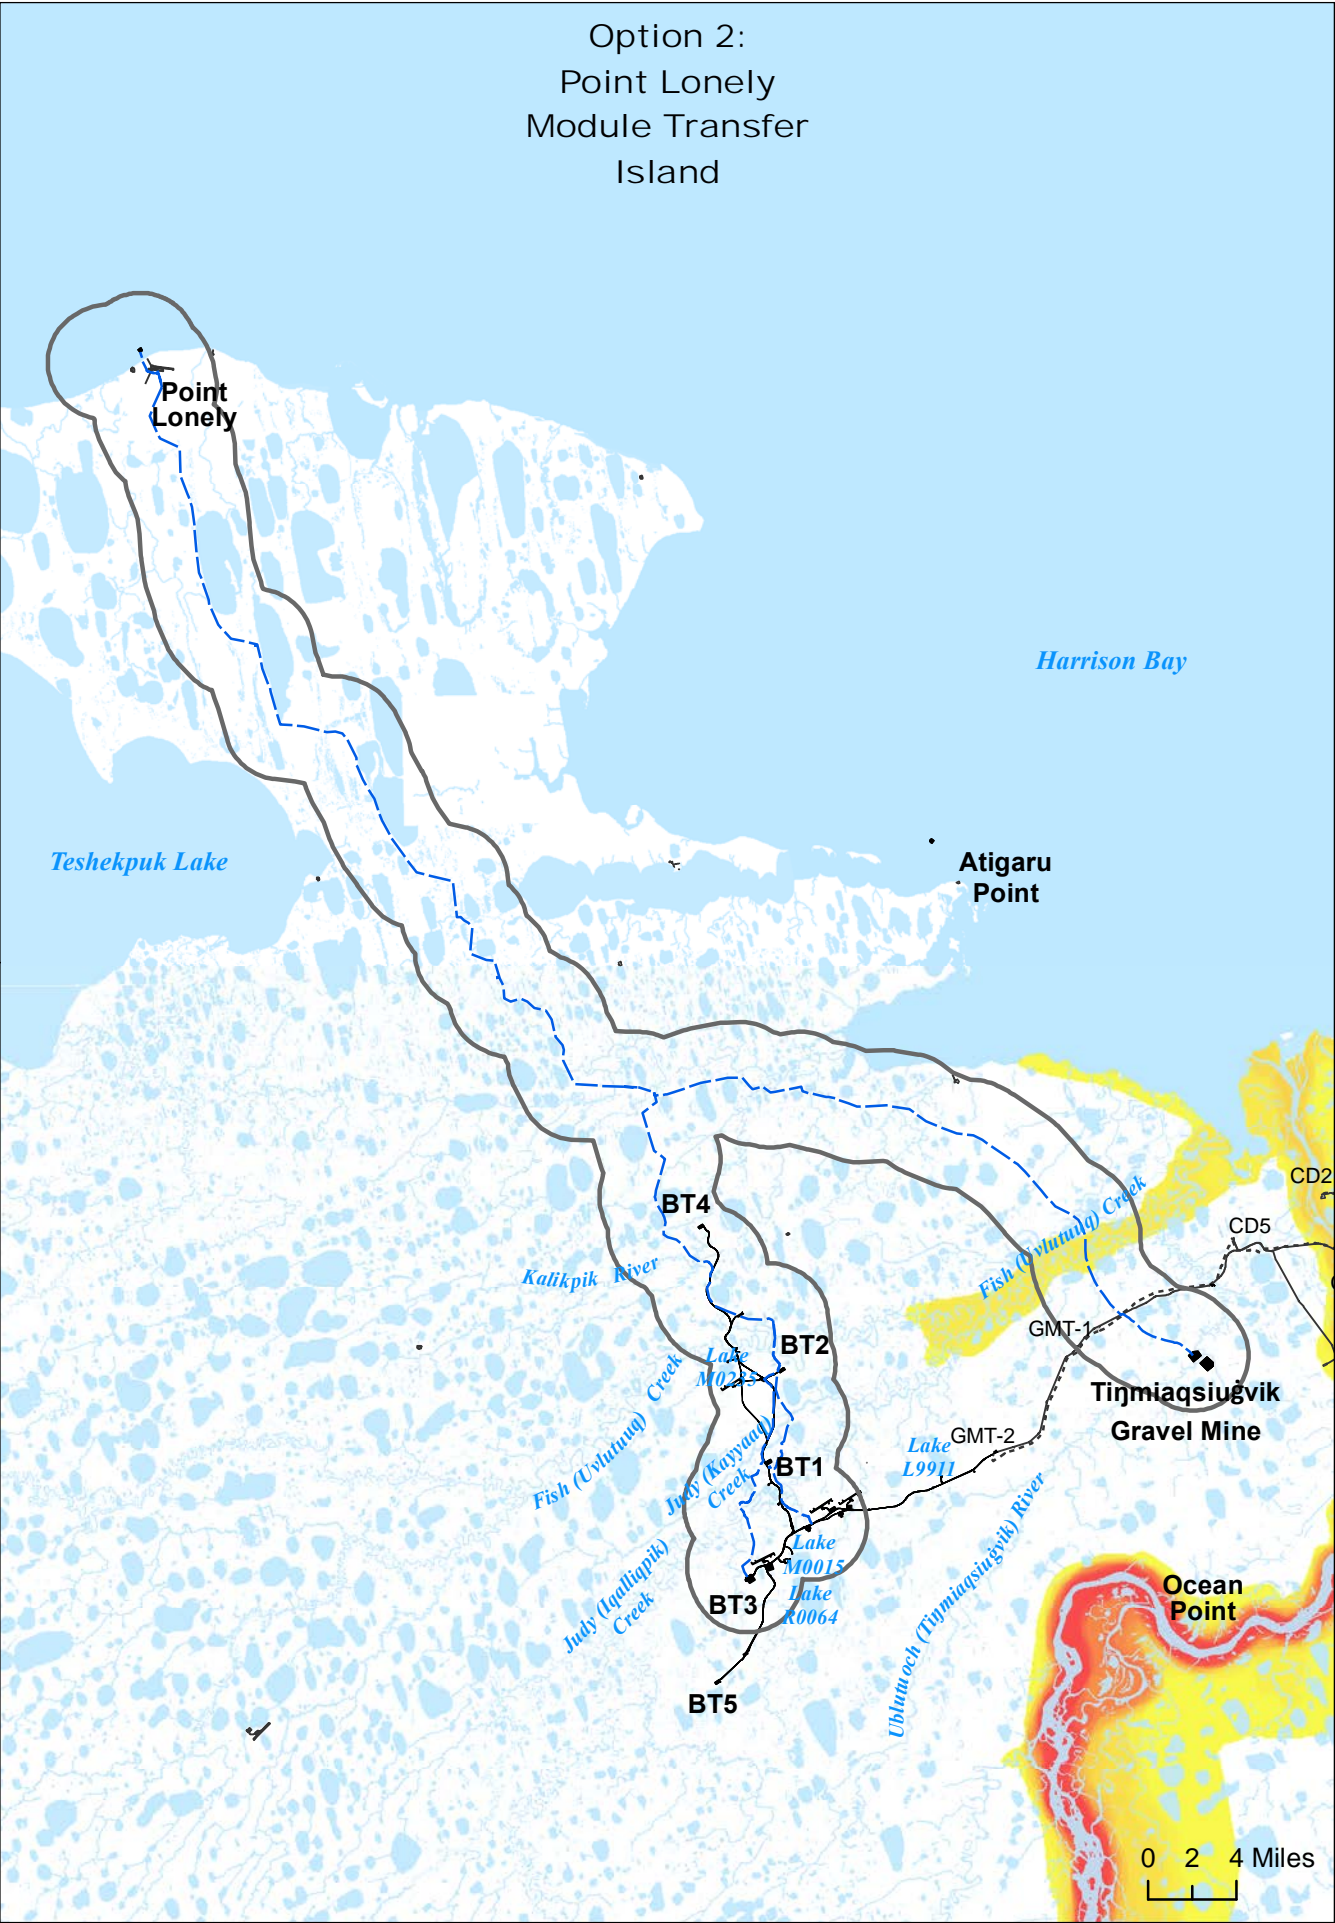 Option 2:
Point Lonely
Module Transfer
Island
Point
Lonely
Harrison Bay
Teshekpuk Lake
Atigaru
Point
CD2
Fish (Uvlutuuq) Creek
BT4
CD5
Kalikpik River
GMT-1
BT2
Lake
M0235
Tiŋmiaqsiuġvik
Gravel Mine
Fish (Uvlutuuq) Creek
Judy (Kayyaaq)
Creek
GMT-2
Lake
L9911
BT1
Ublutuoch (Tiŋmiaqsiuġvik) River
Judy (Iqalliqpik)
Creek
Lake
M0015
Lake
R0064
Ocean
Point
BT3
BT5
0 2 4 Miles